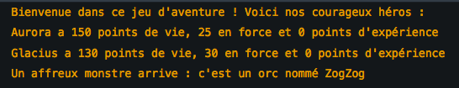 Bienvenue dans ce jeu d'aventure ! Voici nos courageux héros :
Aurora a 150 points de vie, 25 en force et 0 points d'expérience
Glacius a 130 points de vie, 30 en force et 0 points d'expérience
Un affreux monstre arrive : c'est un orc nommé ZogZog